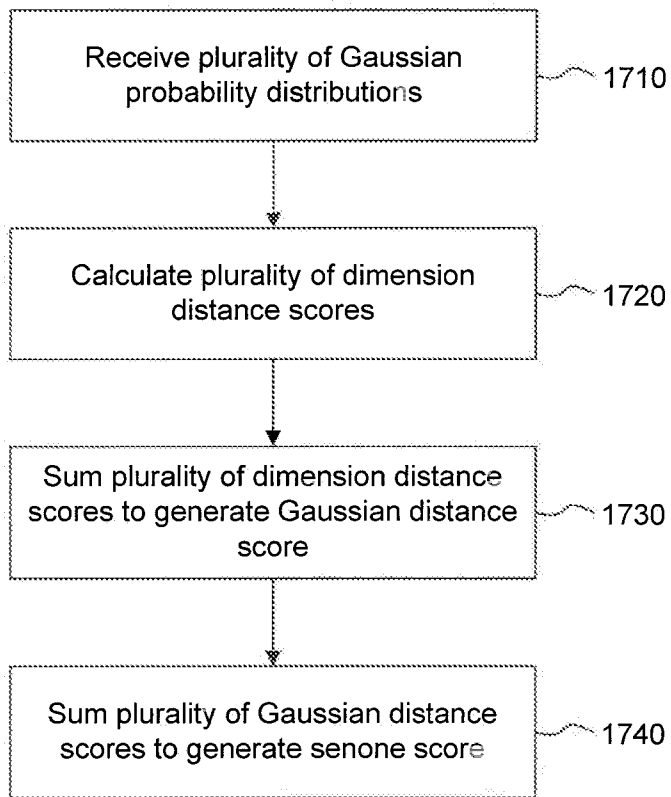 Receive plurality of Gaussian
probability distributions
1710
Calculate plurality of dimension
distance scores
1720
Sum plurality of dimension distance
scores to generate Gaussian distance
score
1730
Sum plurality of Gaussian distance
scores to generate senone score
1740